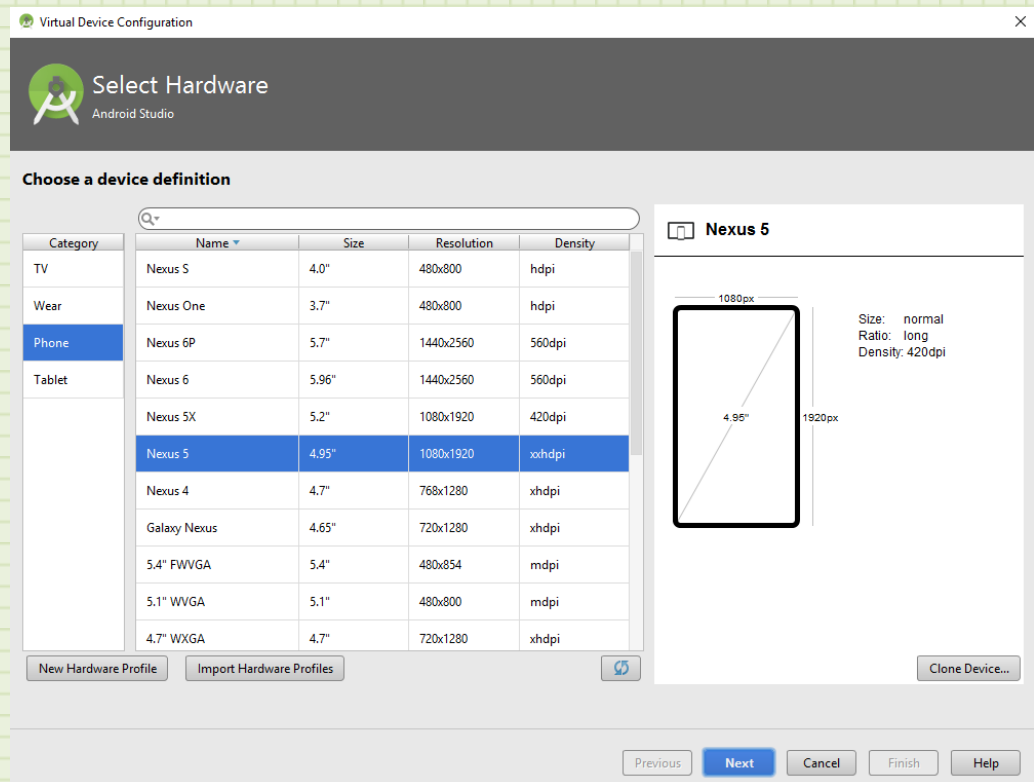 Virtual Device Configuration
Select Hardware
Android Studio
Choose a device definition
Category
TV
Wear
Phone
Tablet
Name Size Resolution Density
Nexus S 4.0" 480x800 hdpi
Nexus One 3.7" 480x800 hdpi
Nexus 6P 5.7" 1440x2560 560dpi
Nexus 6 5.96" 1440x2560 560dpi
Nexus 5X 5.2" 1080x1920 420dpi
Nexus 5 4.95" 1080x1920 xxhdpi
Nexus 4 4.7" 768x1280 xhdpi
Galaxy Nexus 4.65" 720x1280 xhdpi
5.4" FWVGA 5.4" 480x854 mdpi
5.1" WVGA 5.1" 480x800 mdpi
4.7" WXGA 4.7" 720x1280 xhdpi
New Hardware Profile Import Hardware Profiles
Nexus 5
1080px
4.95"
1920px
Size: normal
Ratio: long
Density: 420dpi
Clone Device...
Previous Next Cancel Finish Help